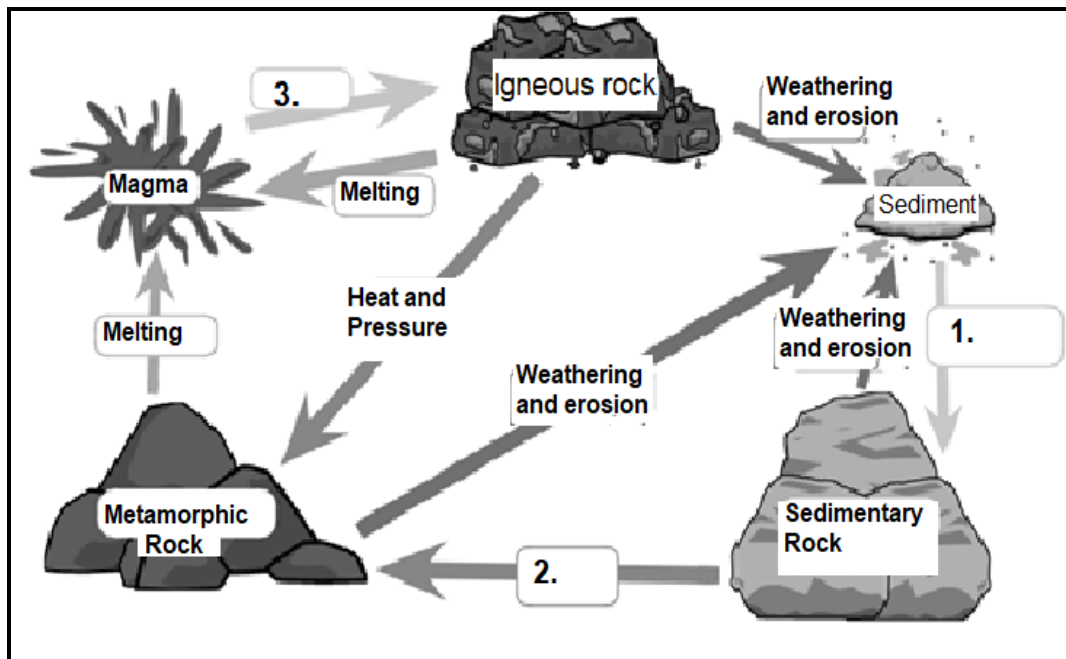 3.
Igneous rock
Weathering
and erosion
Magma
Melting
Sediment
Heat and
Pressure
Melting
Weathering
and erosion
1.
Weathering
and erosion
Metamorphic
Rock
Sedimentary
Rock
2.